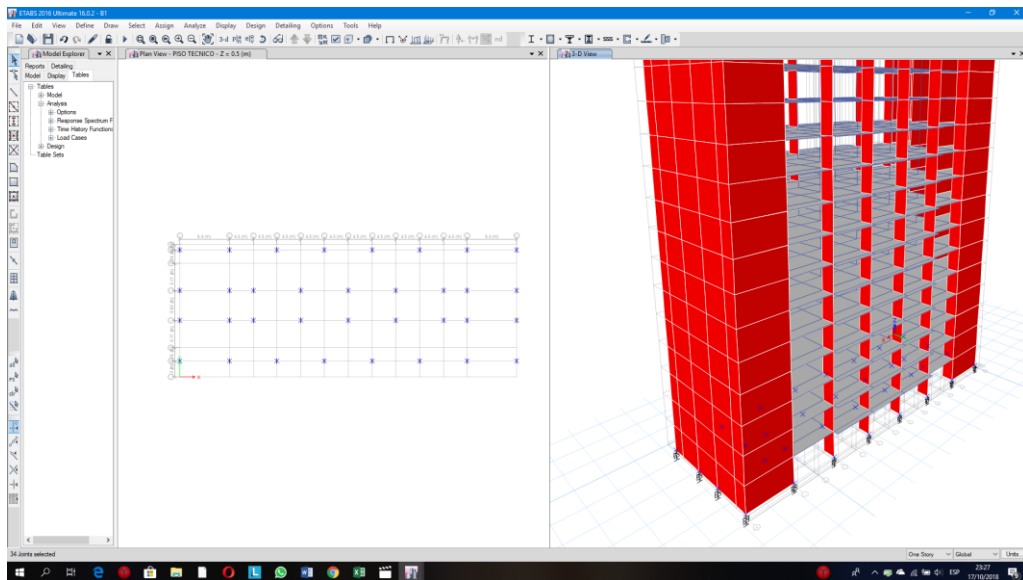 ETABS 2016 Ultimate 16.0.2 - B1
File Edit View Define Draw Select Assign Analyze Display Design Detailing Options Tools Help
3-d
Model Explorer
Plan View - PISO TECNICO - Z = 0.5 (m)
3-D View
Reports Detailing
Model Display Tables
Tables
Model
Analysis
Options
Response Spectrum F
Time History Functions
Load Cases
Design
Table Sets
X
34 Joints selected
One Story
Global
Units
ESP
23:27
17/10/2018